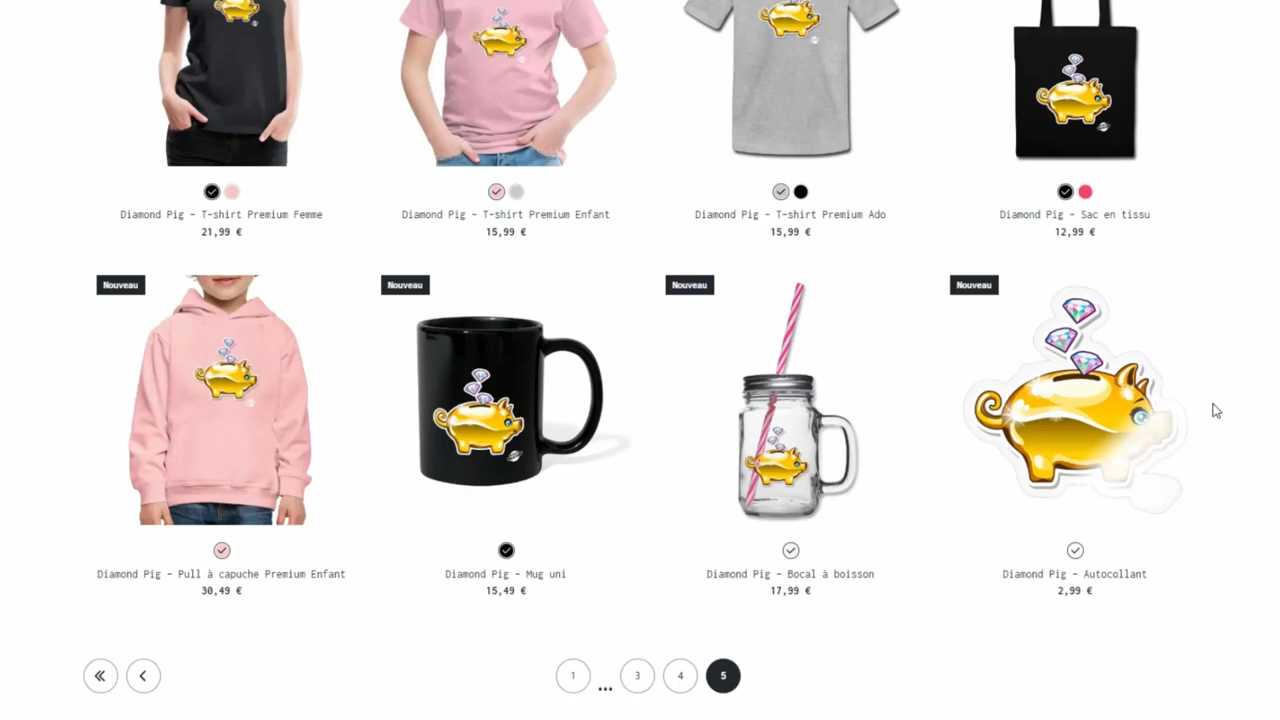 Diamond Pig - T-shirt Premium Femme
21,99 €
Diamond Pig - T-shirt Premium Enfant
15,99 €
Diamond Pig - T-shirt Premium Ado
15,99 €
Diamond Pig - Sac en tissu
12,99 €
Nouveau
Nouveau
Nouveau
Nouveau
Diamond Pig - Pull à capuche Premium Enfant
30,49 €
Diamond Pig - Mug uni
15,49 €
Diamond Pig - Bocal à boisson
17,99 €
Diamond Pig - Autocollant
2,99 €
1 ... 3 4 5